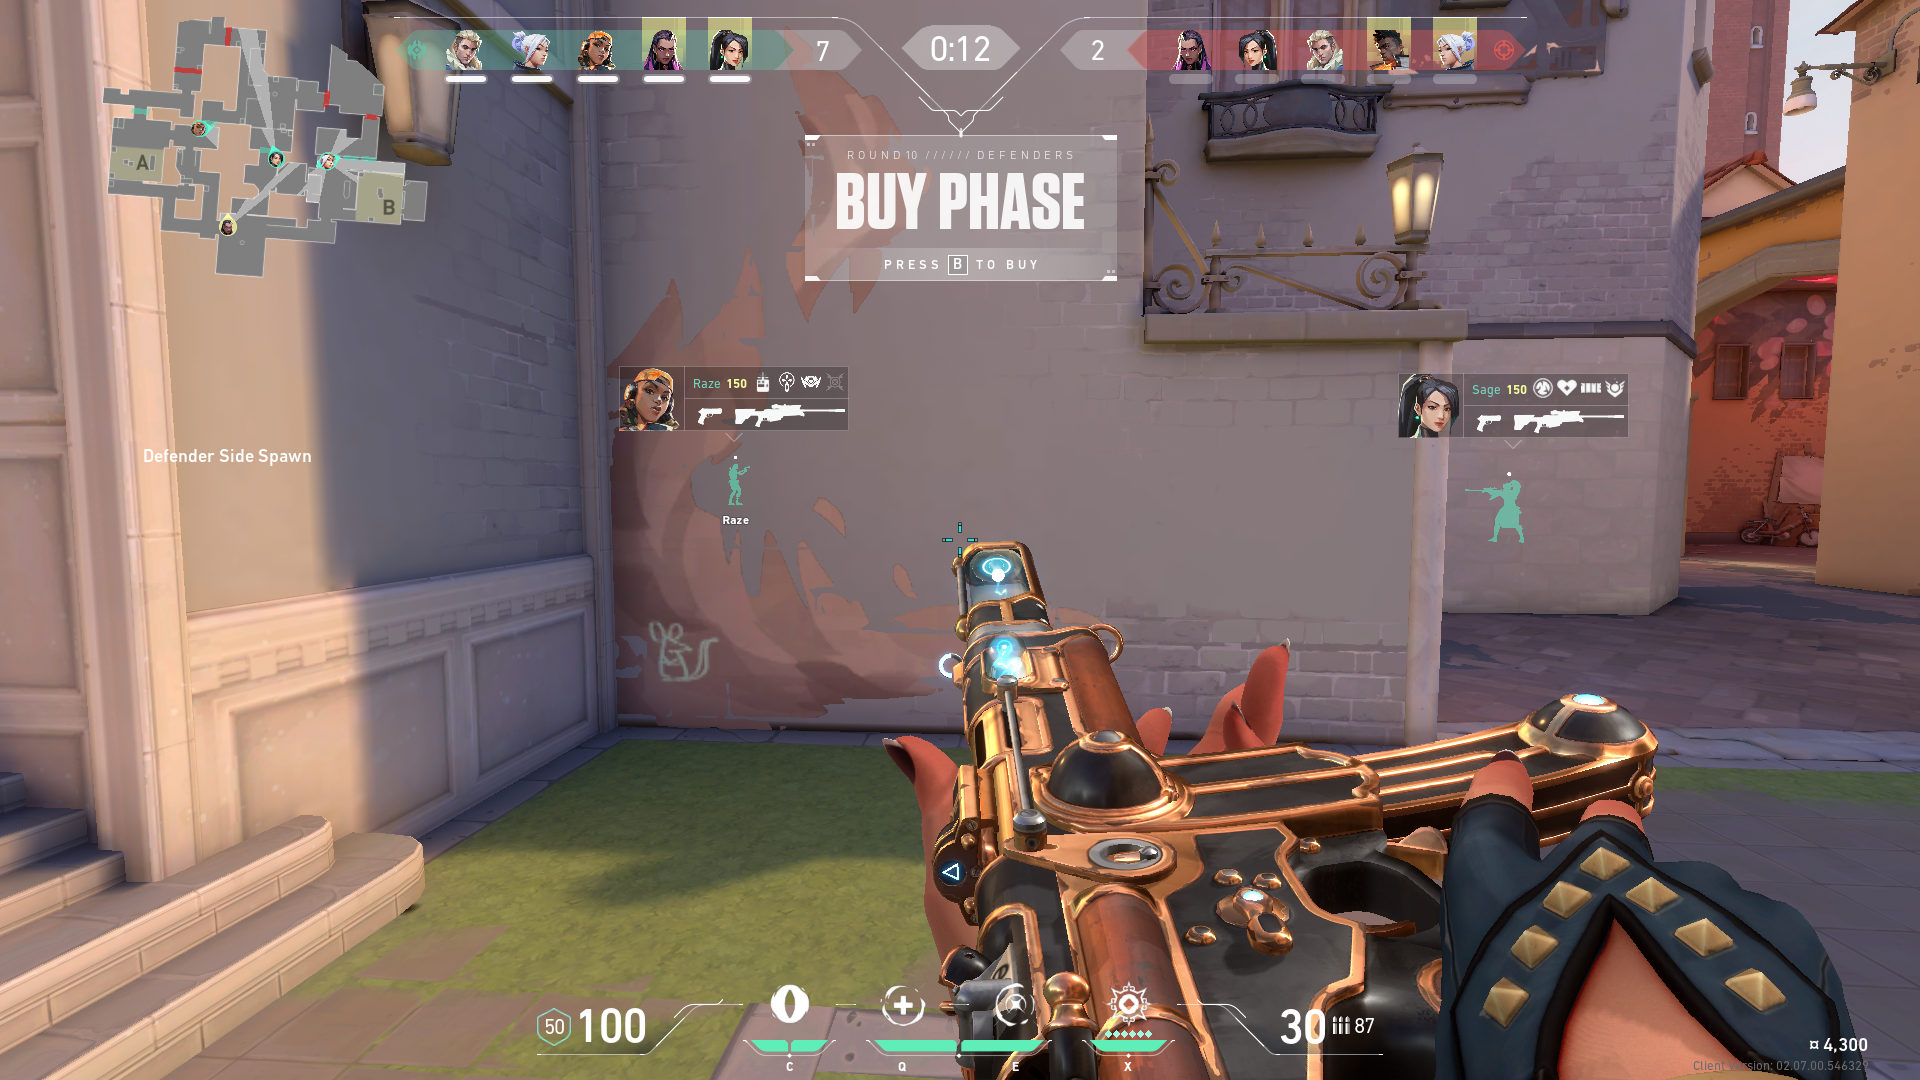 7
0:12
2
ROUND 10 ////// DEFENDERS
BUY PHASE
PRESS B TO BUY
A
B
Raze 150
Sage 150
Defender Side Spawn
Raze
50 100
30 87
C
Q
E
X
¤ 4,300
Client version: 02.07.00.546329